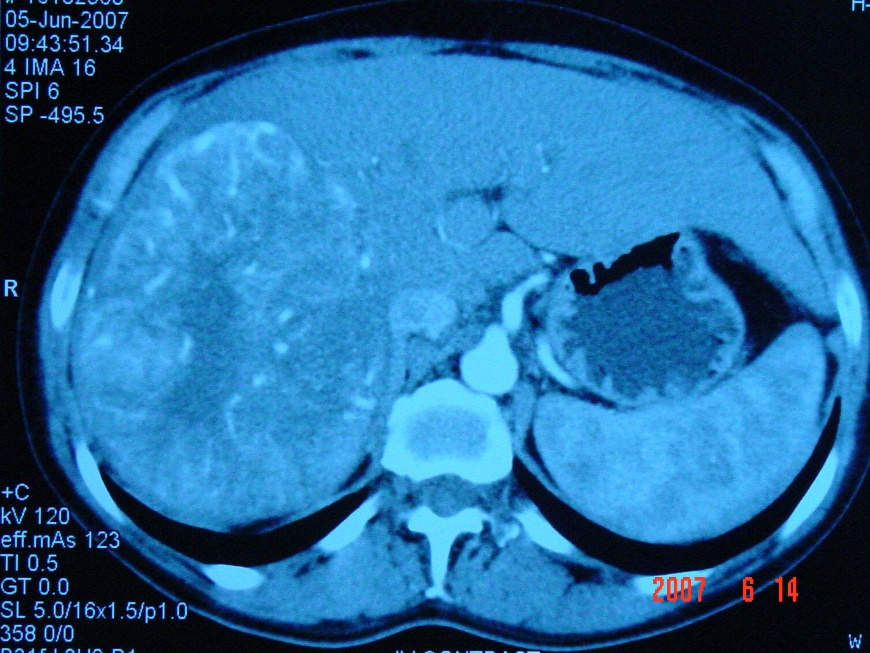 05-Jun-2007
09:43:51.34
4 IMA 16
SPI 6
SP -495.5
H-
R
+C
kV 120
eff.mAs 123
TI 0.5
GT 0.0
SL 5.0/16x1.5/p1.0
358 0/0
W
2007 6 14